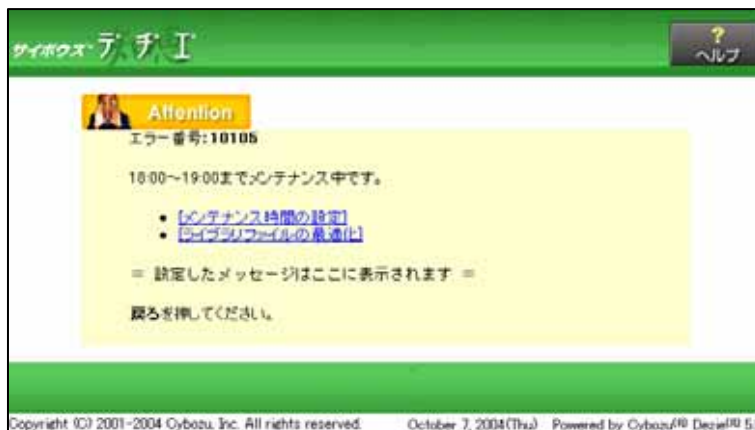 サイボウズ デヂエ
?
ヘルプ
Attention
エラー番号:10105
18:00～19:00までメンテナンス中です。
• [メンテナンス時間の設定]
• [ライブラリファイルの最適化]
= 設定したメッセージはここに表示されます =
戻るを押してください。
Copyright (C) 2001-2004 Cybozu, Inc. All rights reserved.
October 7, 2004(Thu) Powered by Cybozu(R) Dezie(R)